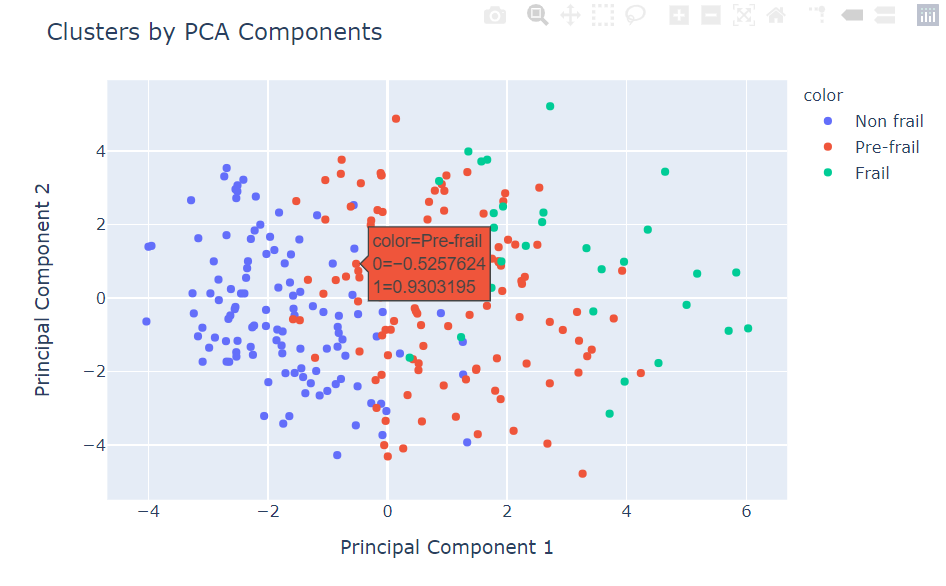 Clusters by PCA Components
color
Non frail
Pre-frail
Frail
Principal Component 2
4
2
0
−2
−4
color=Pre-frail
0=−0.5257624
1=0.9303195
−4
−2
0
2
4
6
Principal Component 1